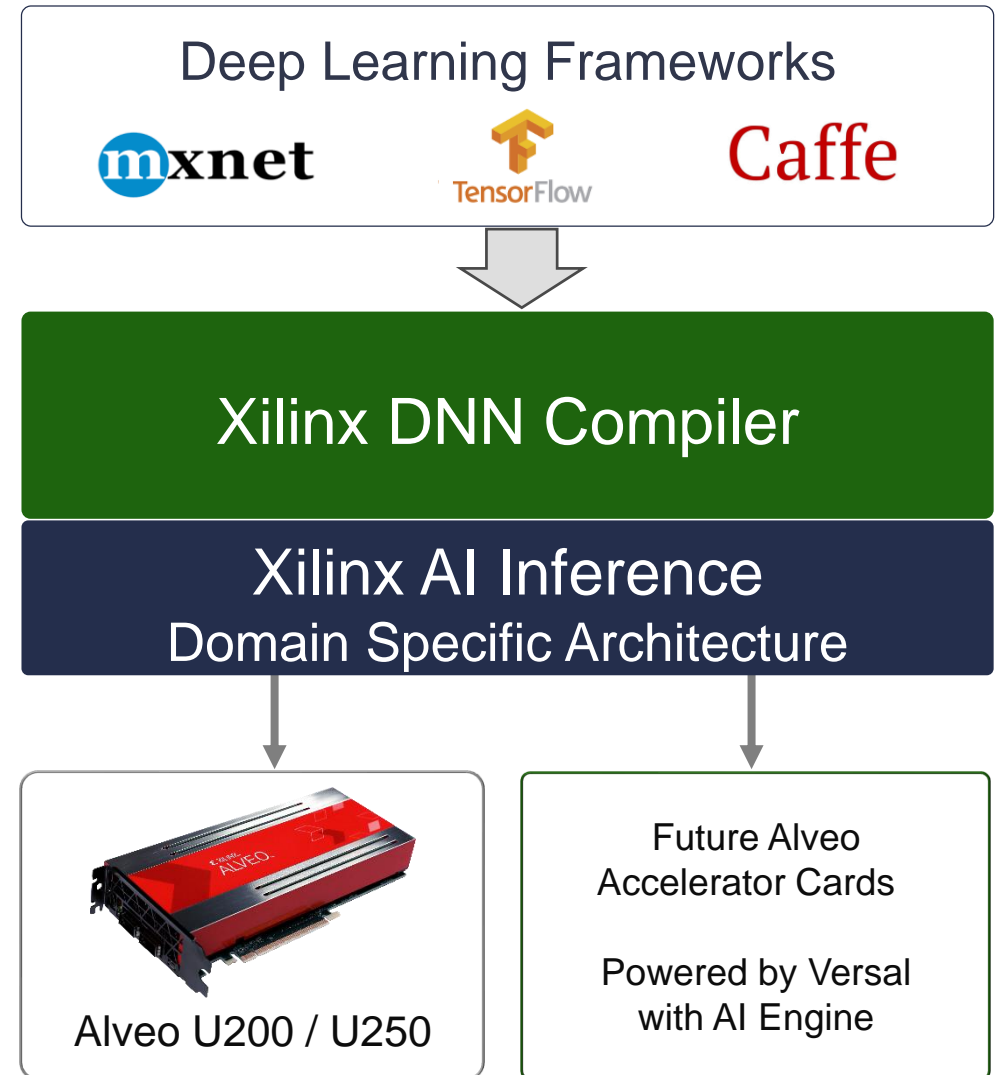 Deep Learning Frameworks
mxnet
TensorFlow
Caffe
Xilinx DNN Compiler
Xilinx AI Inference
Domain Specific Architecture
XILINX
ALVEO
Alveo U200 / U250
Future Alveo
Accelerator Cards
Powered by Versal
with AI Engine